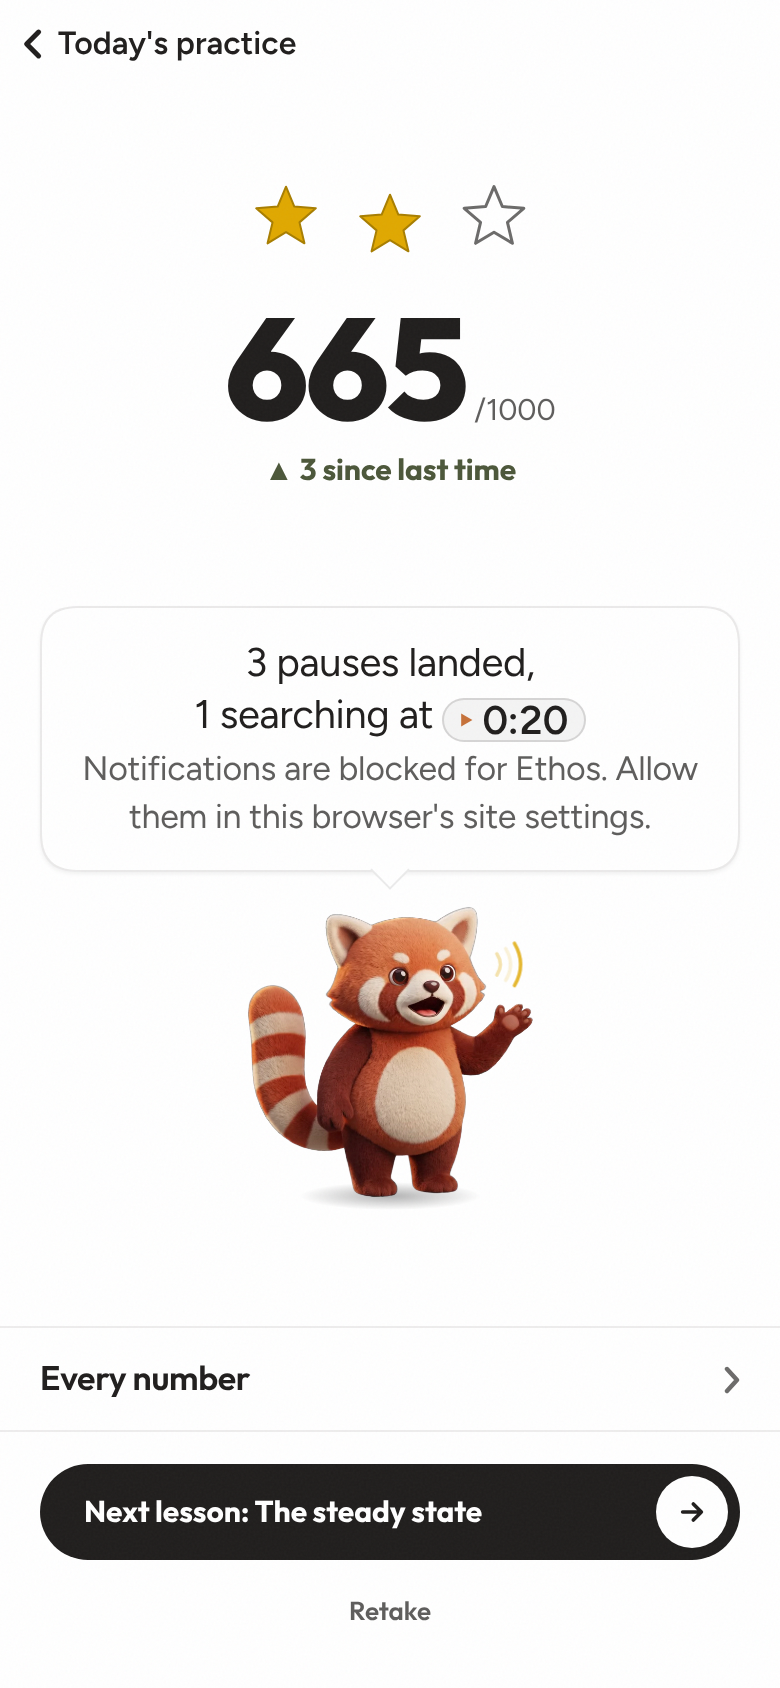 Today's practice
665 /1000
▲ 3 since last time
3 pauses landed,
1 searching at ▶ 0:20
Notifications are blocked for Ethos. Allow
them in this browser's site settings.
Every number
Next lesson: The steady state
Retake